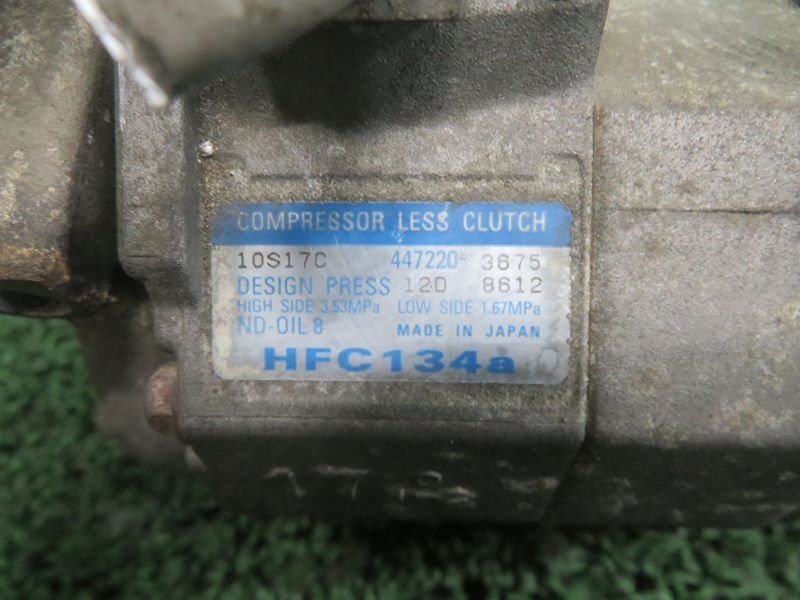 COMPRESSOR LESS CLUTCH
10S17C 447220- 3675
DESIGN PRESS 12D 8612
HIGH SIDE 3.53MPa LOW SIDE 1.67MPa
ND-OIL 8 MADE IN JAPAN
HFC134a